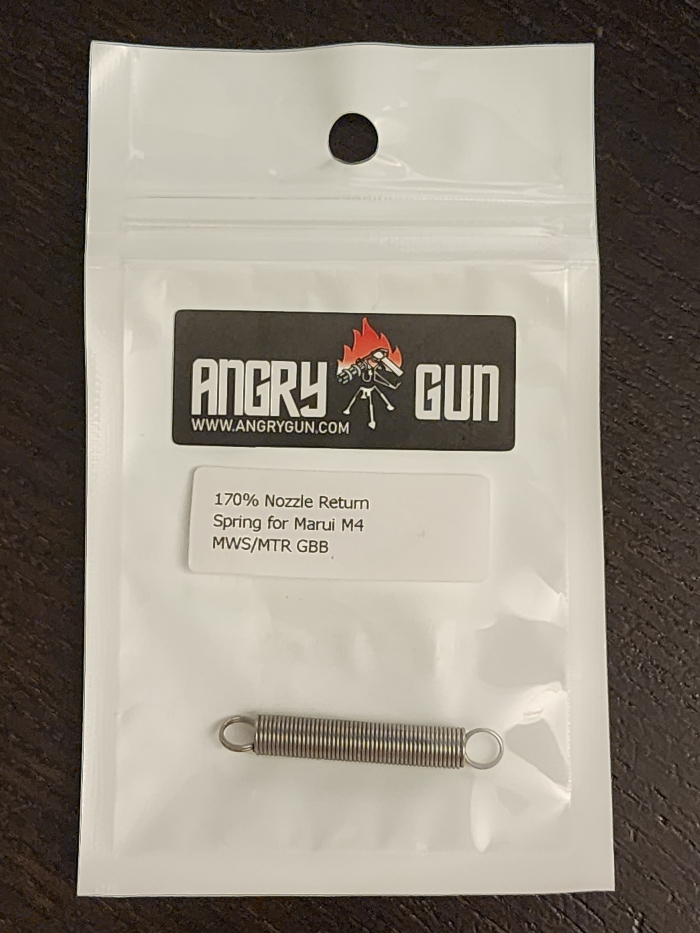 ANGRY GUN
WWW.ANGRYGUN.COM
170% Nozzle Return
Spring for Marui M4
MWS/MTR GBB